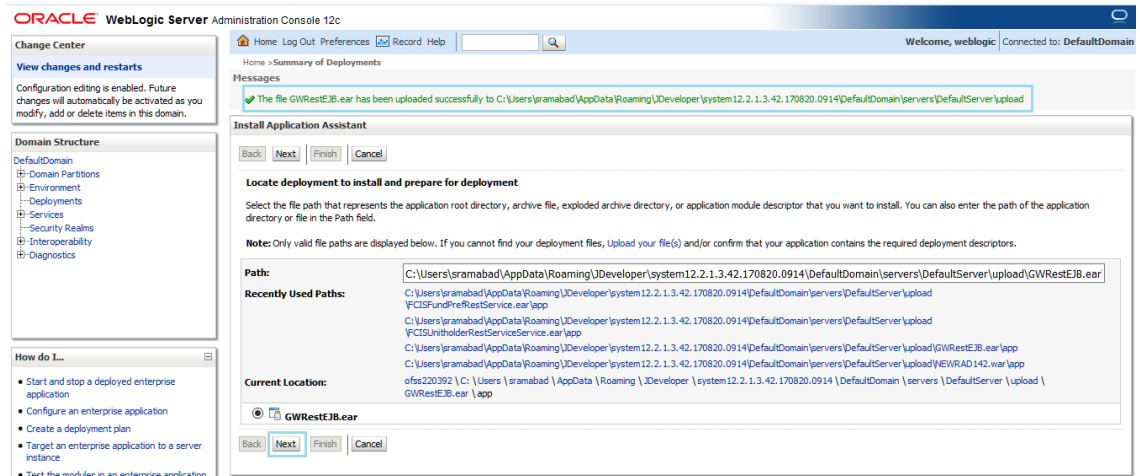 ORACLE WebLogic Server Administration Console 12c
Change Center
View changes and restarts
Configuration editing is enabled. Future
changes will automatically be activated as you
modify, add or delete items in this domain.
Domain Structure
DefaultDomain
Domain Partitions
Environment
Deployments
Services
Security Realms
Interoperability
Diagnostics
How do I...
Start and stop a deployed enterprise
application
Configure an enterprise application
Create a deployment plan
Target an enterprise application to a server
instance
Test the modules in an enterprise application
Home Log Out Preferences Record Help
Welcome, weblogic Connected to: DefaultDomain
Home >Summary of Deployments
Messages
The file GWRestEJB.ear has been uploaded successfully to C:\Users\sramabad\AppData\Roaming\JDeveloper\system12.2.1.3.42.170820.0914\DefaultDomain\servers\DefaultServer\upload
Install Application Assistant
Back Next Finish Cancel
Locate deployment to install and prepare for deployment
Select the file path that represents the application root directory, archive file, exploded archive directory, or application module descriptor that you want to install. You can also enter the path of the application
directory or file in the Path field.
Note: Only valid file paths are displayed below. If you cannot find your deployment files, Upload your file(s) and/or confirm that your application contains the required deployment descriptors.
Path: C:\Users\sramabad\AppData\Roaming\JDeveloper\system12.2.1.3.42.170820.0914\DefaultDomain\servers\DefaultServer\upload\GWRestEJB.ear
Recently Used Paths: C:\Users\sramabad\AppData\Roaming\JDeveloper\system12.2.1.3.42.170820.0914\DefaultDomain\servers\DefaultServer\upload
\FCISFundPrefRestService.ear\app
C:\Users\sramabad\AppData\Roaming\JDeveloper\system12.2.1.3.42.170820.0914\DefaultDomain\servers\DefaultServer\upload
\FCISUnitholderRestServiceService.ear\app
C:\Users\sramabad\AppData\Roaming\JDeveloper\system12.2.1.3.42.170820.0914\DefaultDomain\servers\DefaultServer\upload\GWRestEJB.ear\app
C:\Users\sramabad\AppData\Roaming\JDeveloper\system12.2.1.3.42.170820.0914\DefaultDomain\servers\DefaultServer\upload\NEWRAD142.war\app
Current Location: ofss220392 \ C: \ Users \ sramabad \ AppData \ Roaming \ JDeveloper \ system12.2.1.3.42.170820.0914 \ DefaultDomain \ servers \ DefaultServer \ upload \
GWRestEJB.ear \ app
GWRestEJB.ear
Back Next Finish Cancel